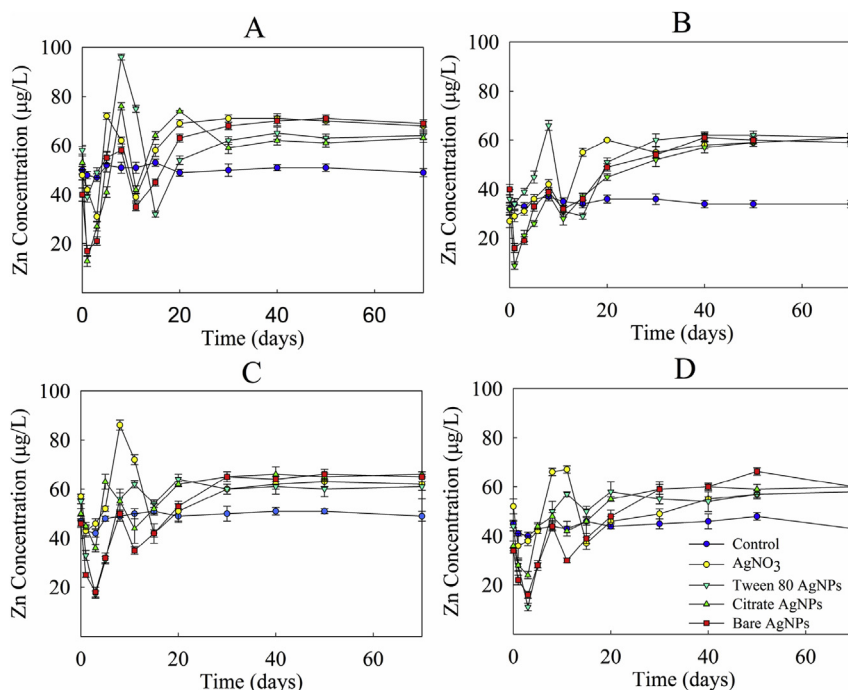 A
B
100
80
60
40
20
0
20
40
60
Zn Concentration (µg/L)
Time (days)
100
80
60
40
20
0
20
40
60
Zn Concentration (µg/L)
Time (days)
C
D
100
80
60
40
20
0
20
40
60
Zn Concentration (µg/L)
Time (days)
100
80
60
40
20
0
20
40
60
Zn Concentration (µg/L)
Time (days)
Control
AgNO₃
Tween 80 AgNPs
Citrate AgNPs
Bare AgNPs